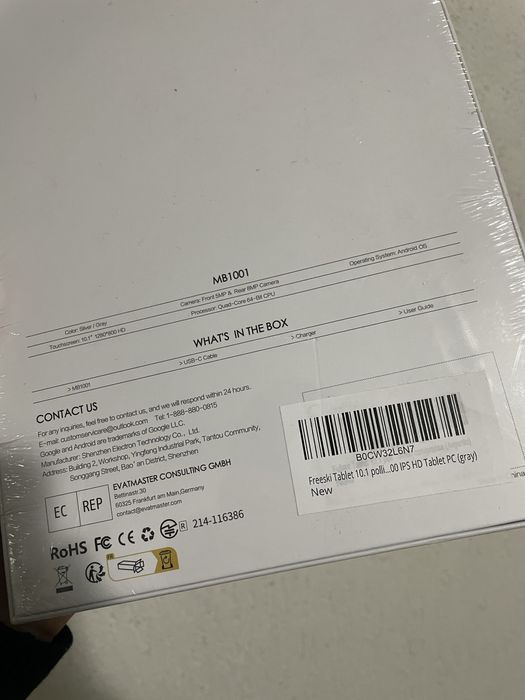 MB1001
Color: Silver / Gray
Camera: Front 5MP & Rear 8MP Camera
Operating System: Android OS
Touchscreen: 10.1" 1280*800 HD
Processor: Quad-Core 64-Bit CPU
WHAT'S IN THE BOX
> MB1001
> USB-C Cable
> Charger
> User Guide
CONTACT US
For any inquiries, feel free to contact us, and we will respond within 24 hours.
E-mail: customservicare@outlook.com Tel: 1-888-880-0815
Google and Android are trademarks of Google LLC.
Manufacturer: Shenzhen Electron Technology Co., Ltd.
Address: Building 2, Workshop, Yingfeng Industrial Park, Tantou Community,
Songgang Street, Bao' an District, Shenzhen
EC REP
EVATMASTER CONSULTING GMBH
Bettinastr.30
60325 Frankfurt am Main,Germany
contact@evatmaster.com
RoHS FC CE R 214-116386
FR
B0CW32L6N7
Freeski Tablet 10.1 polli...00 IPS HD Tablet PC (gray)
New